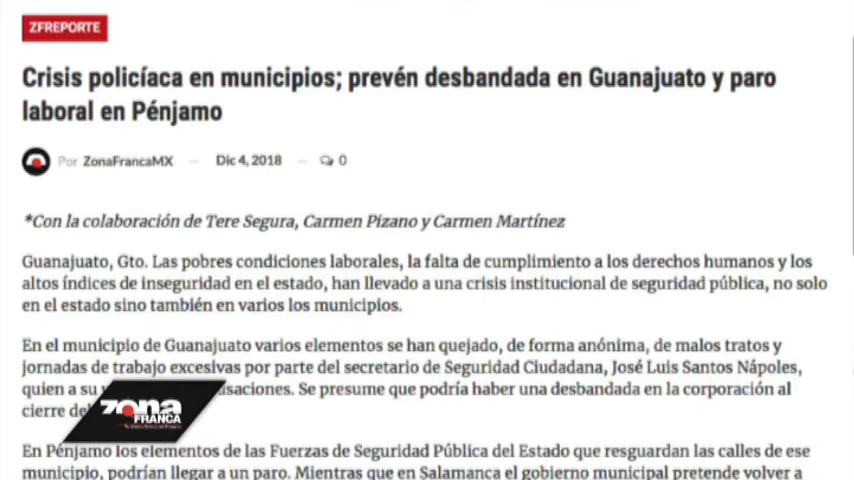 ZFREPORTE
Crisis policíaca en municipios; prevén desbandada en Guanajuato y paro
laboral en Pénjamo
Por ZonaFrancaMX — Dic 4, 2018 — 0
*Con la colaboración de Tere Segura, Carmen Pizano y Carmen Martínez
Guanajuato, Gto. Las pobres condiciones laborales, la falta de cumplimiento a los derechos humanos y los
altos índices de inseguridad en el estado, han llevado a una crisis institucional de seguridad pública, no solo
en el estado sino también en varios los municipios.
En el municipio de Guanajuato varios elementos se han quejado, de forma anónima, de malos tratos y
jornadas de trabajo excesivas por parte del secretario de Seguridad Ciudadana, José Luis Santos Nápoles,
quien a su usaciones. Se presume que podría haber una desbandada en la corporación al
cierre de
zona
FRANCA
En Pénjamo los elementos de las Fuerzas de Seguridad Pública del Estado que resguardan las calles de ese
municipio, podrían llegar a un paro. Mientras que en Salamanca el gobierno municipal pretende volver a